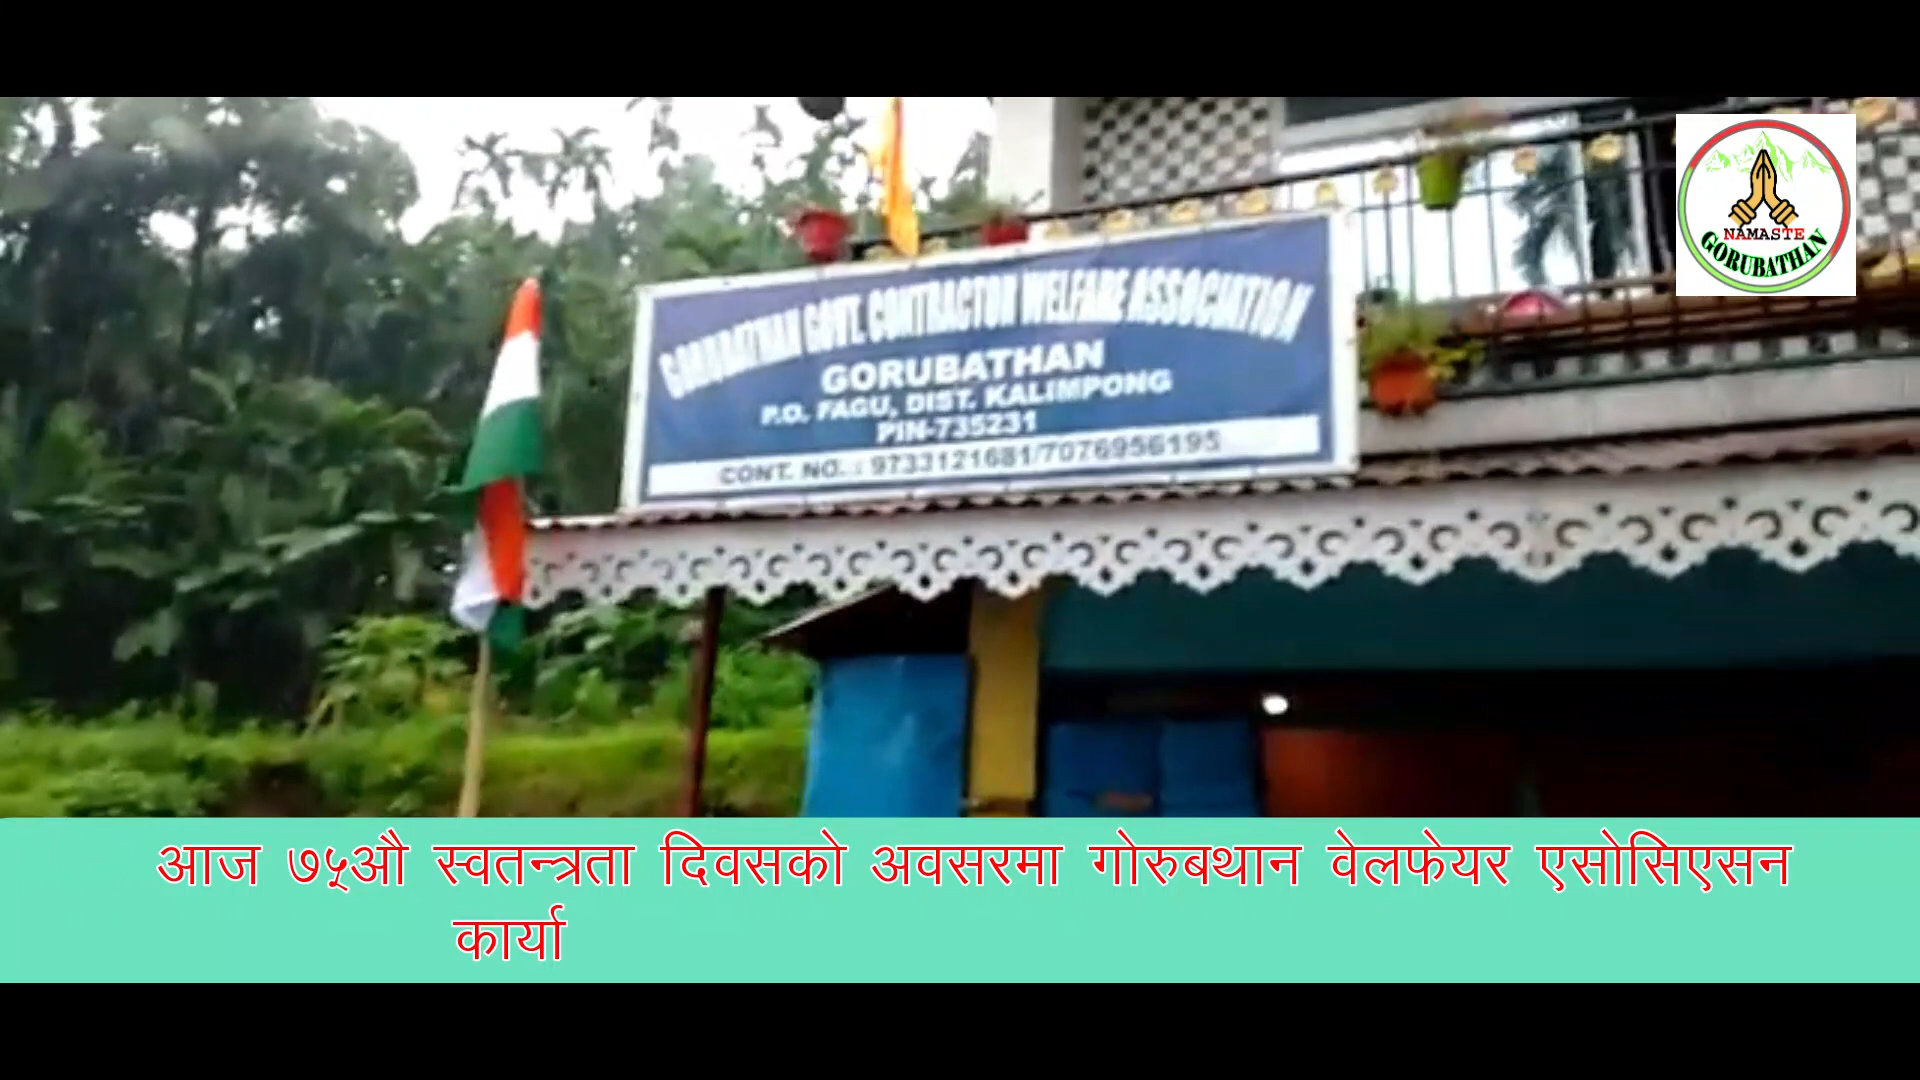 GORUBATHAN GOVT. CONTRACTOR WELFARE ASSOCIATION
GORUBATHAN
P.O. FAGU, DIST. KALIMPONG
PIN-735231
CONT. NO. : 9733121681/7076956195
NAMASTE
GORUBATHAN
आज ७५औ स्वतन्त्रता दिवसको अवसरमा गोरुबथान वेलफेयर एसोसिएसन
कार्या